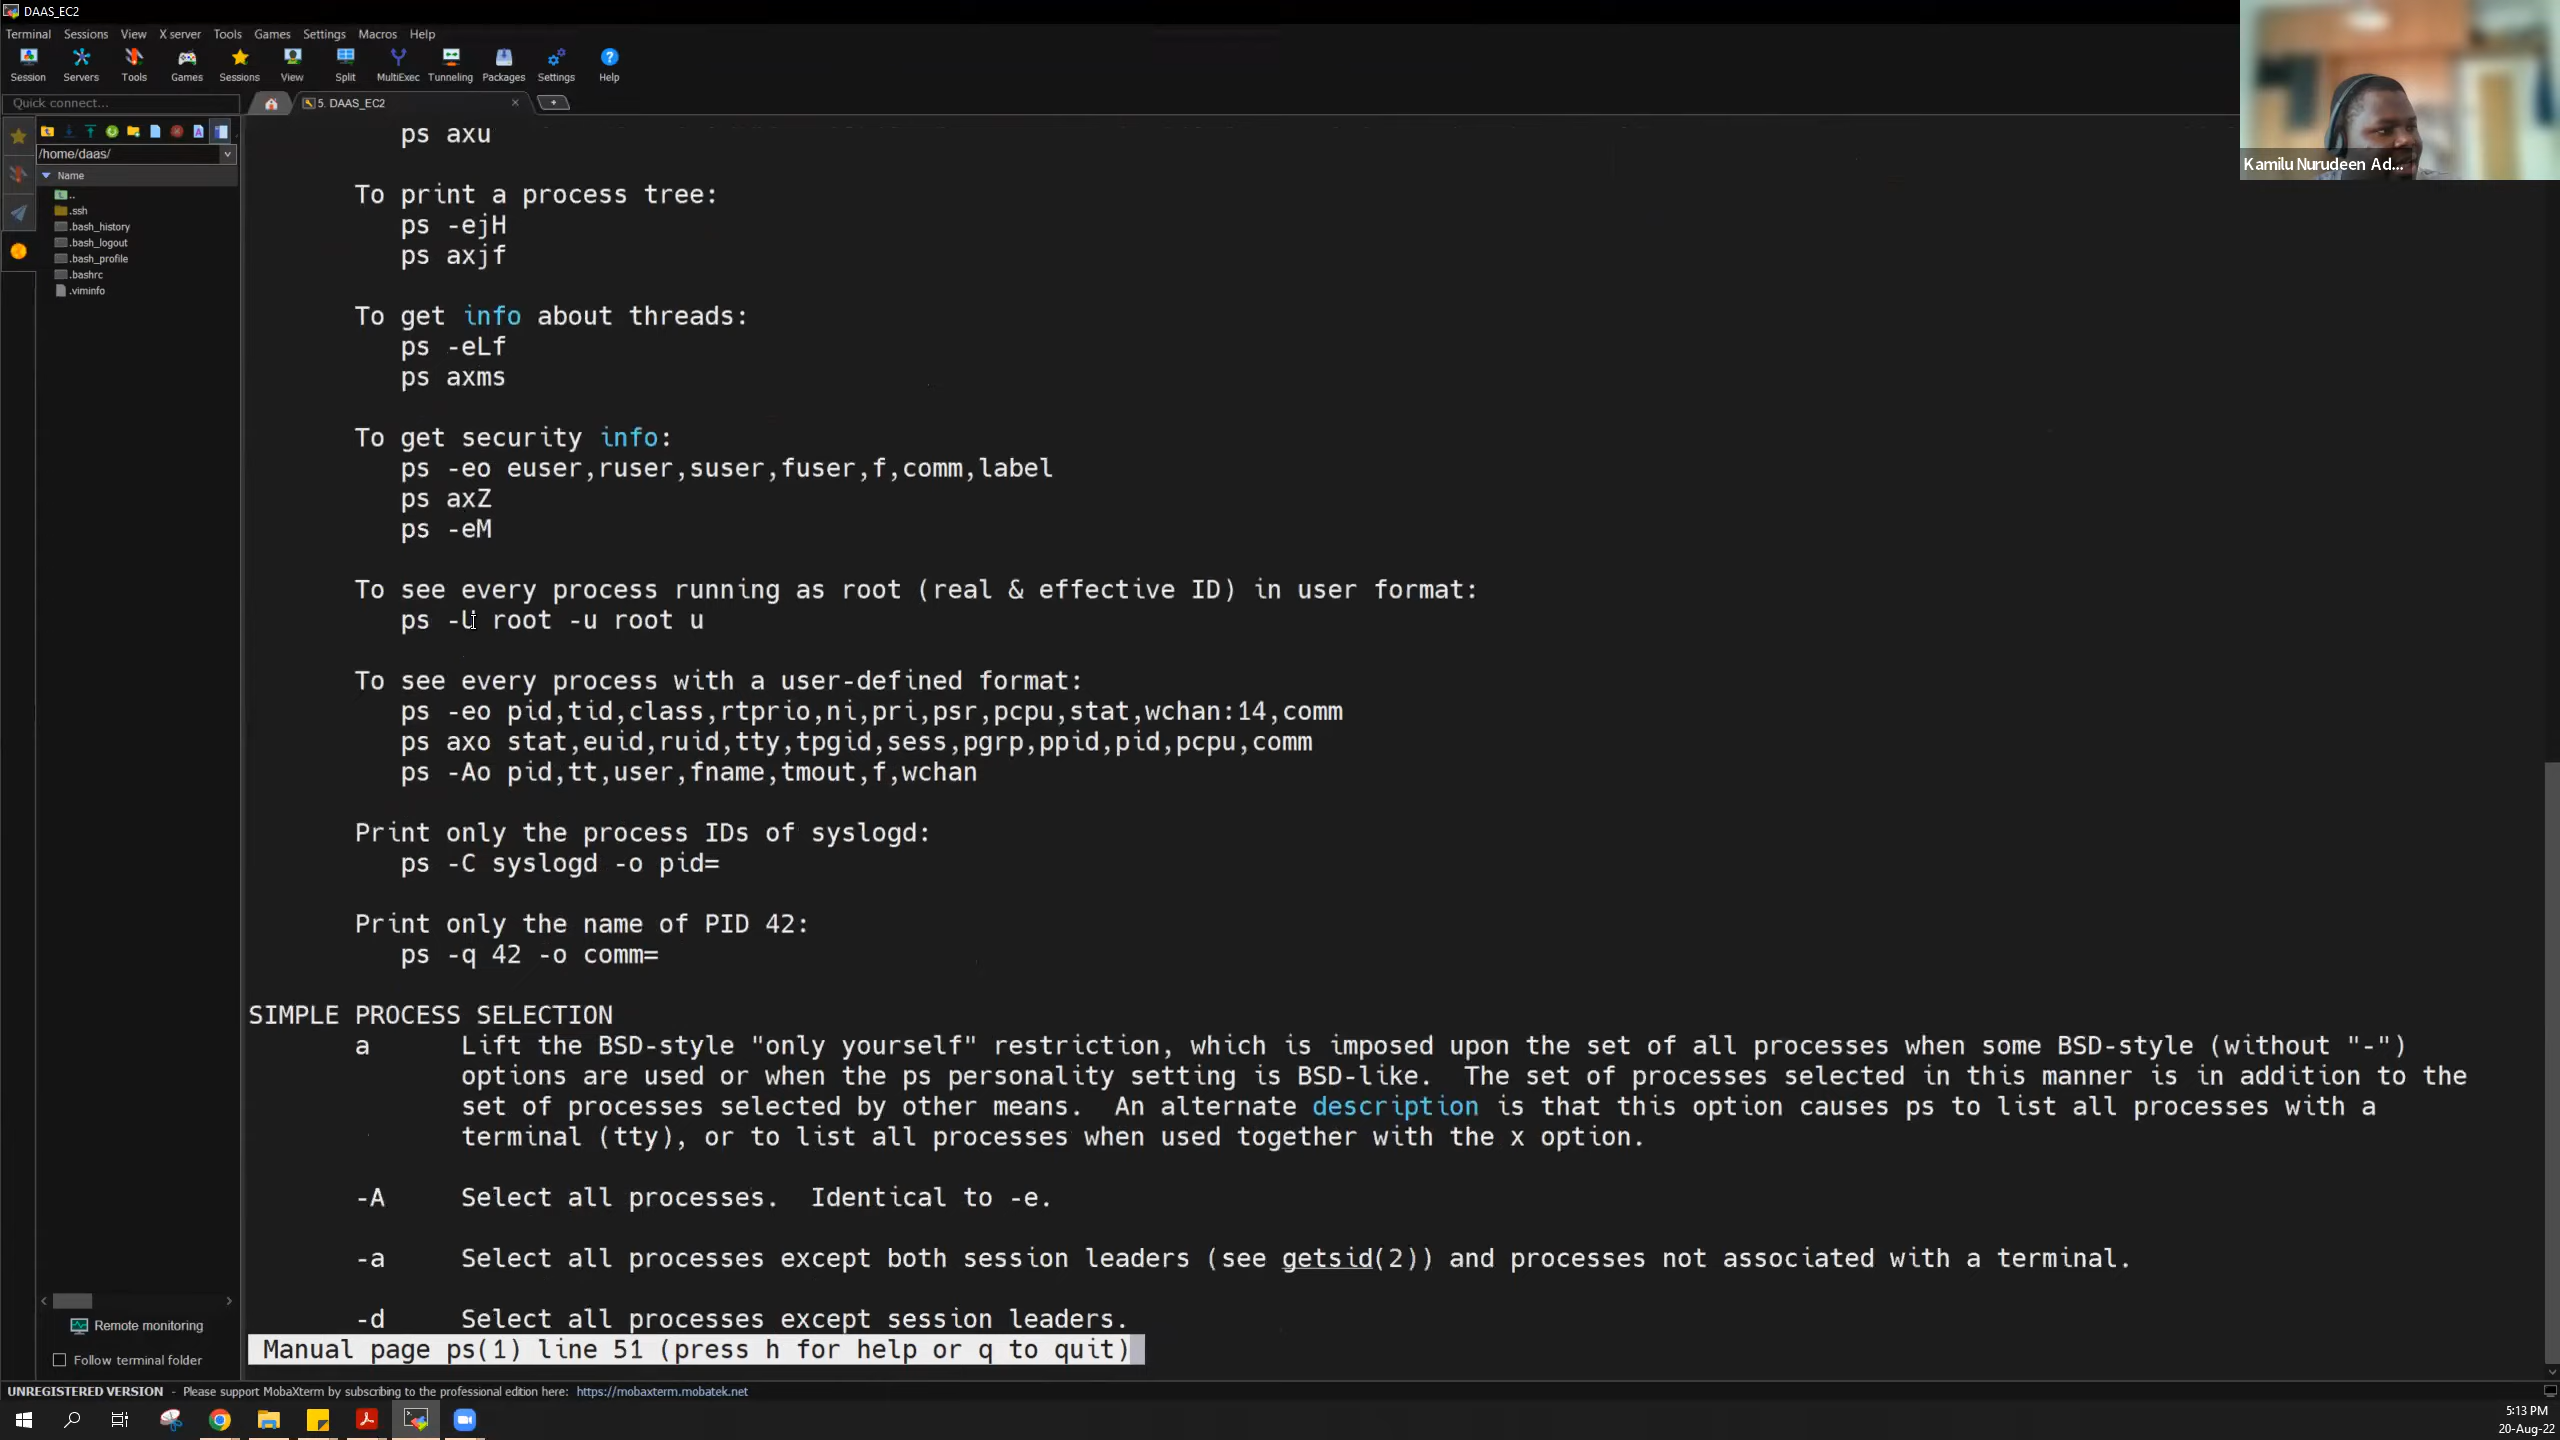 DAAS_EC2
Terminal Sessions View X server Tools Games Settings Macros Help
Session Servers Tools Games Sessions View Split MultiExec Tunneling Packages Settings Help
Quick connect...
5. DAAS_EC2
/home/daas/
Name
..
.ssh
.bash_history
.bash_logout
.bash_profile
.bashrc
.viminfo
Kamilu Nurudeen Ad...
ps axu
To print a process tree:
ps -ejH
ps axjf
To get info about threads:
ps -eLf
ps axms
To get security info:
ps -eo euser,ruser,suser,fuser,f,comm,label
ps axZ
ps -eM
To see every process running as root (real & effective ID) in user format:
ps -U root -u root u
To see every process with a user-defined format:
ps -eo pid,tid,class,rtprio,ni,pri,psr,pcpu,stat,wchan:14,comm
ps axo stat,euid,ruid,tty,tpgid,sess,pgrp,ppid,pid,pcpu,comm
ps -Ao pid,tt,user,fname,tmout,f,wchan
Print only the process IDs of syslogd:
ps -C syslogd -o pid=
Print only the name of PID 42:
ps -q 42 -o comm=
SIMPLE PROCESS SELECTION
a Lift the BSD-style "only yourself" restriction, which is imposed upon the set of all processes when some BSD-style (without "-")
options are used or when the ps personality setting is BSD-like. The set of processes selected in this manner is in addition to the
set of processes selected by other means. An alternate description is that this option causes ps to list all processes with a
terminal (tty), or to list all processes when used together with the x option.
-A Select all processes. Identical to -e.
-a Select all processes except both session leaders (see getsid(2)) and processes not associated with a terminal.
-d Select all processes except session leaders.
Manual page ps(1) line 51 (press h for help or q to quit)
Remote monitoring
Follow terminal folder
UNREGISTERED VERSION - Please support MobaXterm by subscribing to the professional edition here: https://mobaxterm.mobatek.net
5:13 PM
20-Aug-22